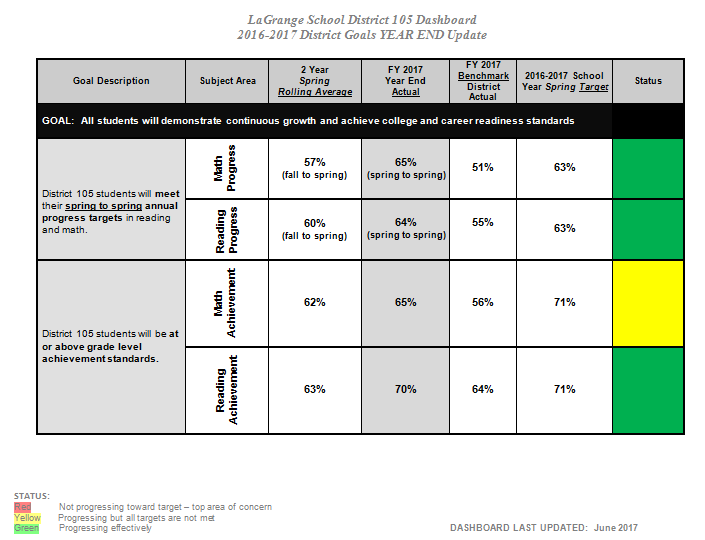 LaGrange School District 105 Dashboard
2016-2017 District Goals YEAR END Update
Goal Description
Subject Area
2 Year
Spring
Rolling Average
FY 2017
Year End
Actual
FY 2017
Benchmark
District
Actual
2016-2017 School
Year Spring Target
Status
GOAL: All students will demonstrate continuous growth and achieve college and career readiness standards
District 105 students will meet
their spring to spring annual
progress targets in reading
and math.
Math
Progress
57%
(fall to spring)
65%
(spring to spring)
51%
63%
Reading
Progress
60%
(fall to spring)
64%
(spring to spring)
55%
63%
District 105 students will be at
or above grade level
achievement standards.
Math
Achievement
62%
65%
56%
71%
Reading
Achievement
63%
70%
64%
71%
STATUS:
Red Not progressing toward target – top area of concern
Yellow Progressing but all targets are not met
Green Progressing effectively
DASHBOARD LAST UPDATED: June 2017